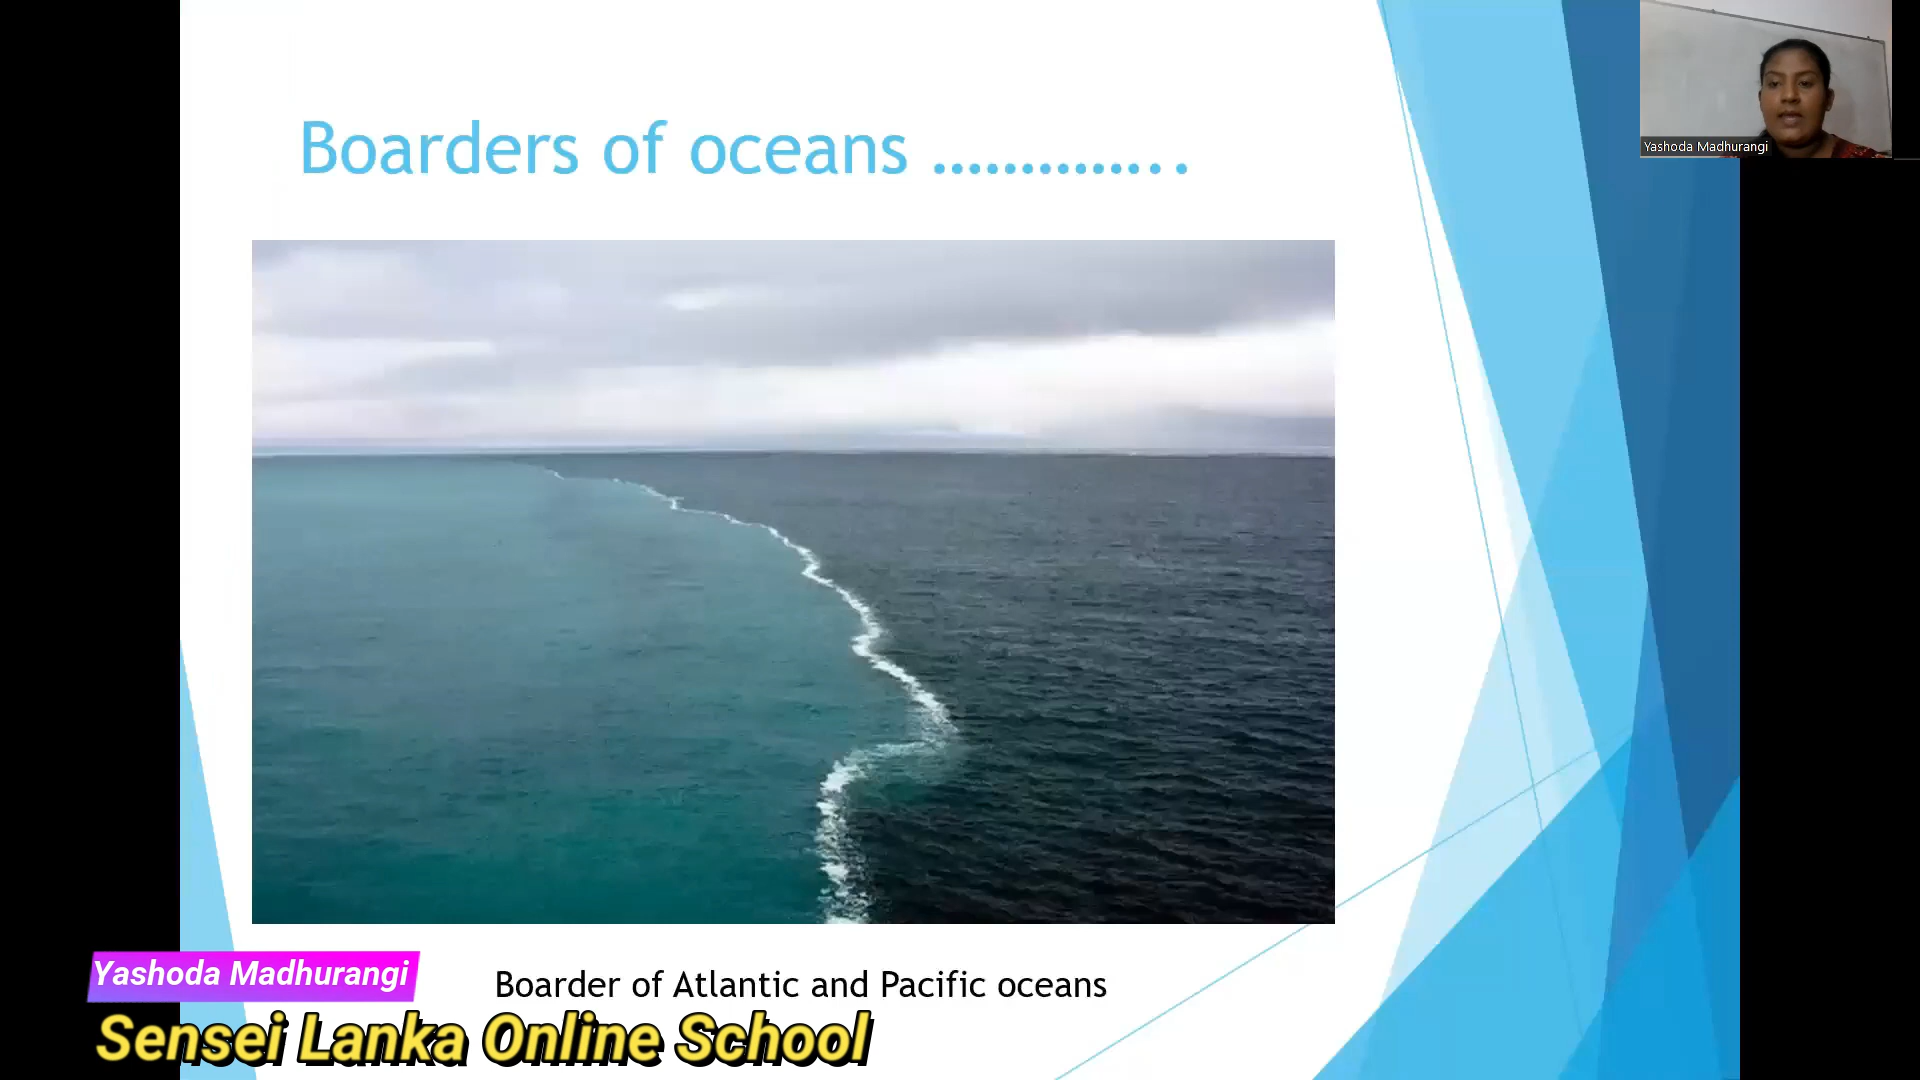 Boarders of oceans ..............
Yashoda Madhurangi
Boarder of Atlantic and Pacific oceans
Yashoda Madhurangi
Sensei Lanka Online School